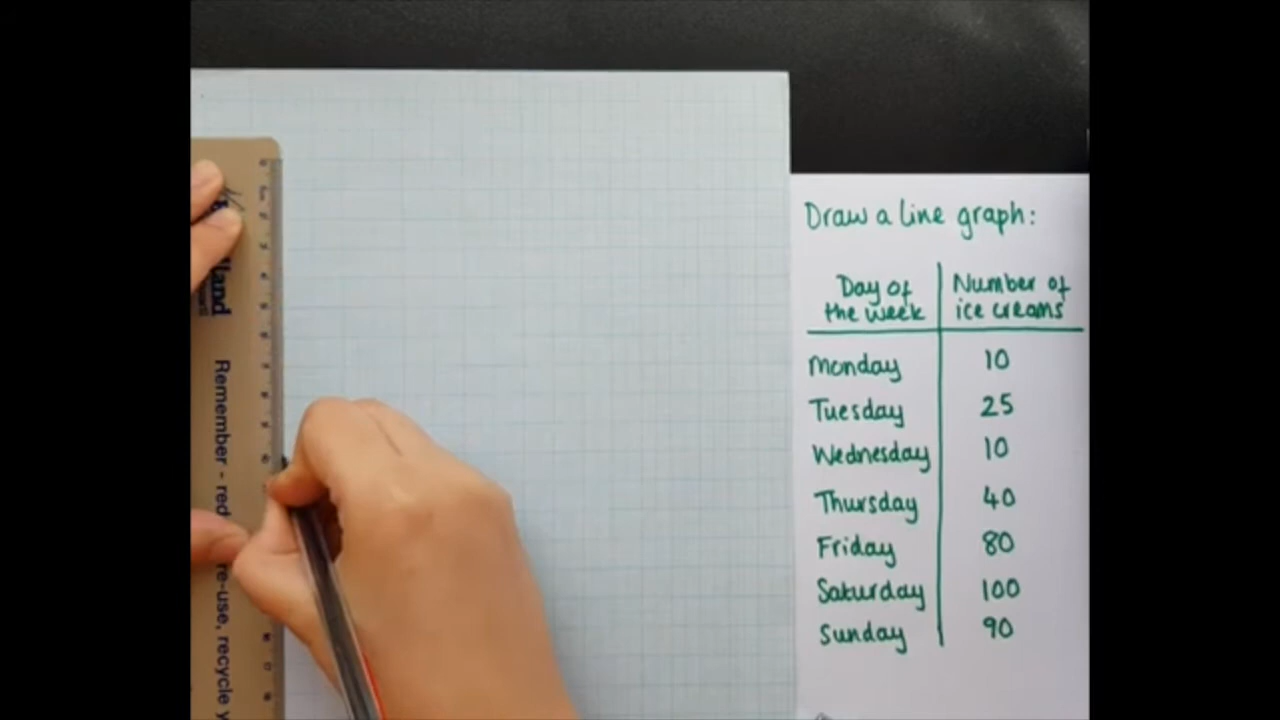 Draw a line graph:
Day of the week Number of ice creams
Monday 10
Tuesday 25
Wednesday 10
Thursday 40
Friday 80
Saturday 100
Sunday 90
land
Remember - red re-use, recycle